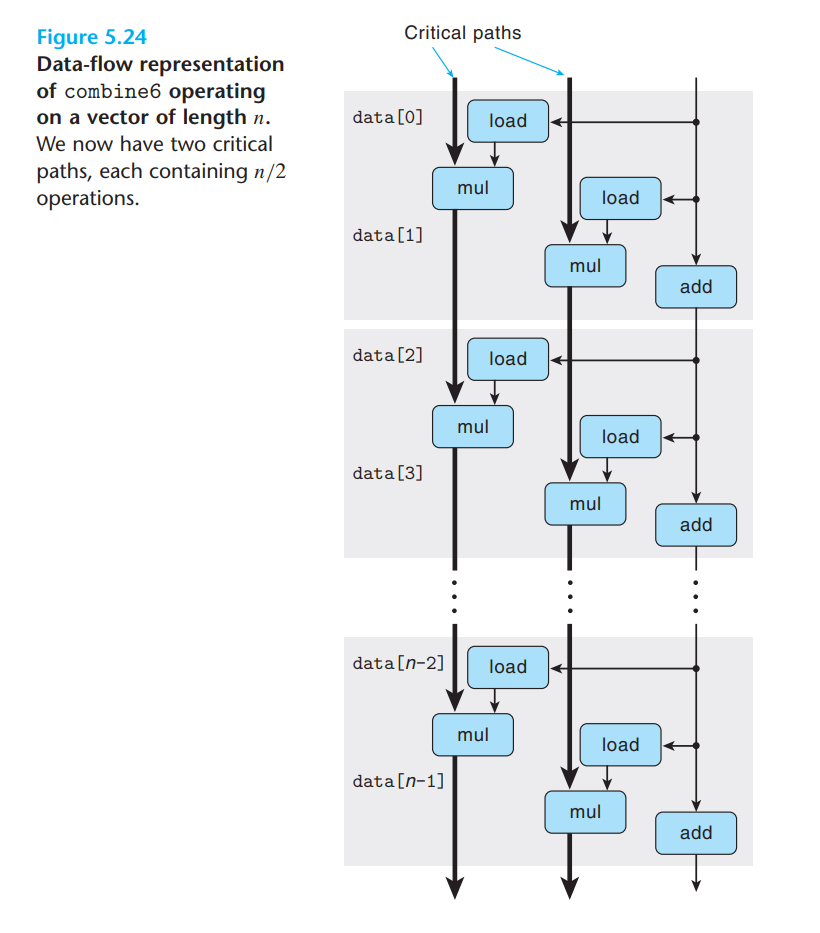 Figure 5.24
Data-flow representation
of combine6 operating
on a vector of length n.
We now have two critical
paths, each containing n/2
operations.
Critical paths
data[0]
load
mul
load
data[1]
mul
add
data[2]
load
mul
load
data[3]
mul
add
data[n-2]
load
mul
load
data[n-1]
mul
add